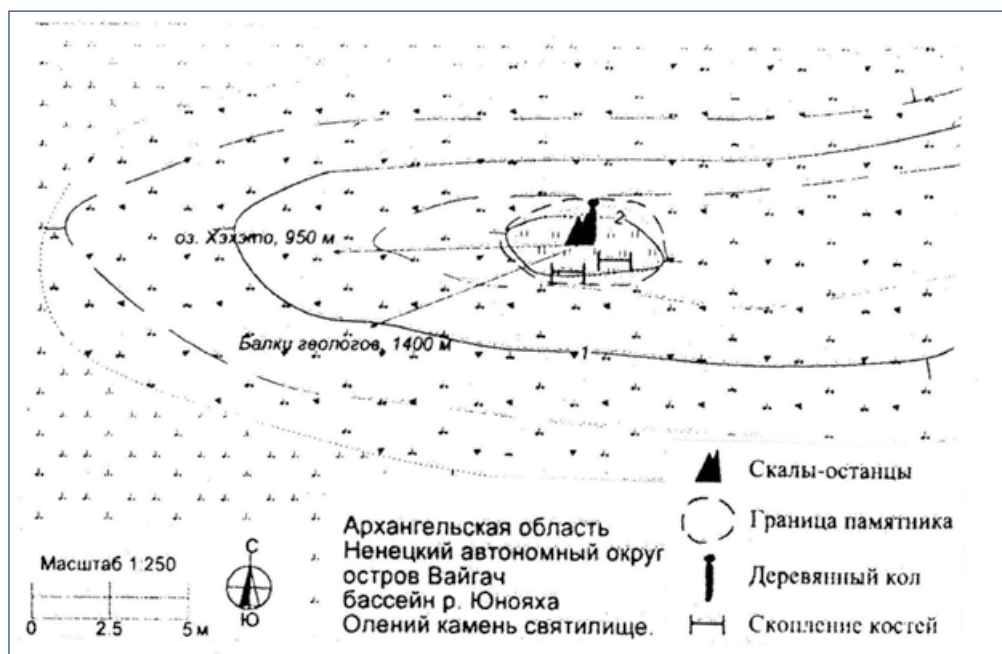 2
оз. Хэхэто, 950 м
Балки геологов, 1400 м
1
Скалы-останцы
Граница памятника
Деревянный кол
Скопление костей
Архангельская область
Ненецкий автономный округ
остров Вайгач
бассейн р. Юнояха
Олений камень святилище.
Масштаб 1:250
0 2.5 5 м
С
Ю